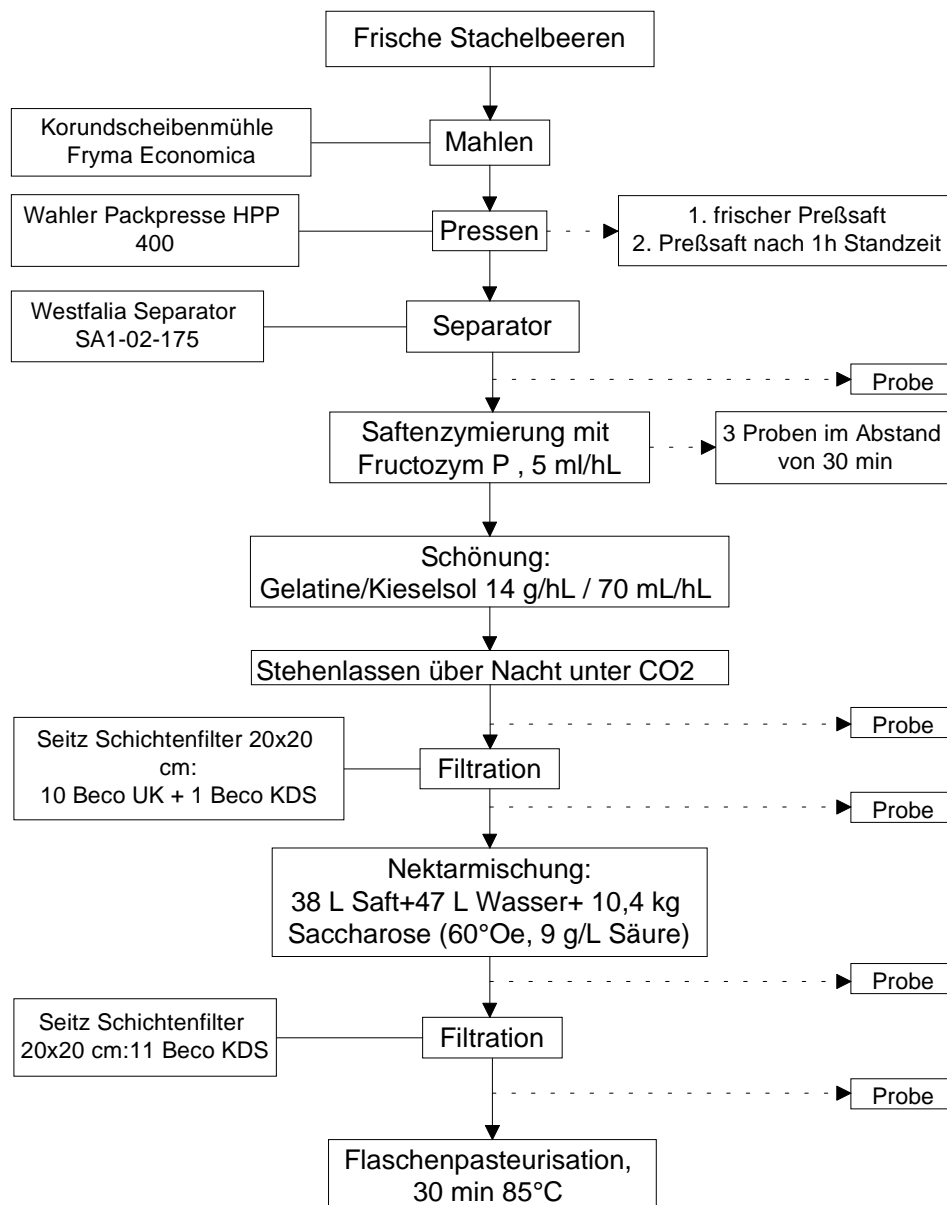 Frische Stachelbeeren
Korundscheibenmühle
Fryma Economica
Mahlen
Wahler Packpresse HPP
400
Pressen
1. frischer Preßsaft
2. Preßsaft nach 1h Standzeit
Westfalia Separator
SA1-02-175
Separator
Probe
Saftenzymierung mit
Fructozym P , 5 ml/hL
3 Proben im Abstand
von 30 min
Schönung:
Gelatine/Kieselsol 14 g/hL / 70 mL/hL
Stehenlassen über Nacht unter CO2
Probe
Seitz Schichtenfilter 20x20
cm:
10 Beco UK + 1 Beco KDS
Filtration
Probe
Nektarmischung:
38 L Saft+47 L Wasser+ 10,4 kg
Saccharose (60°Oe, 9 g/L Säure)
Probe
Seitz Schichtenfilter
20x20 cm:11 Beco KDS
Filtration
Probe
Flaschenpasteurisation,
30 min 85°C